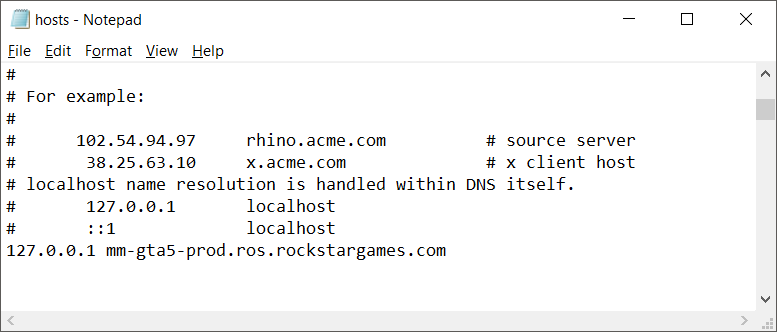 hosts - Notepad
File Edit Format View Help
#
# For example:
#
#      102.54.94.97     rhino.acme.com          # source server
#       38.25.63.10     x.acme.com              # x client host
# localhost name resolution is handled within DNS itself.
#       127.0.0.1       localhost
#       ::1             localhost
127.0.0.1 mm-gta5-prod.ros.rockstargames.com